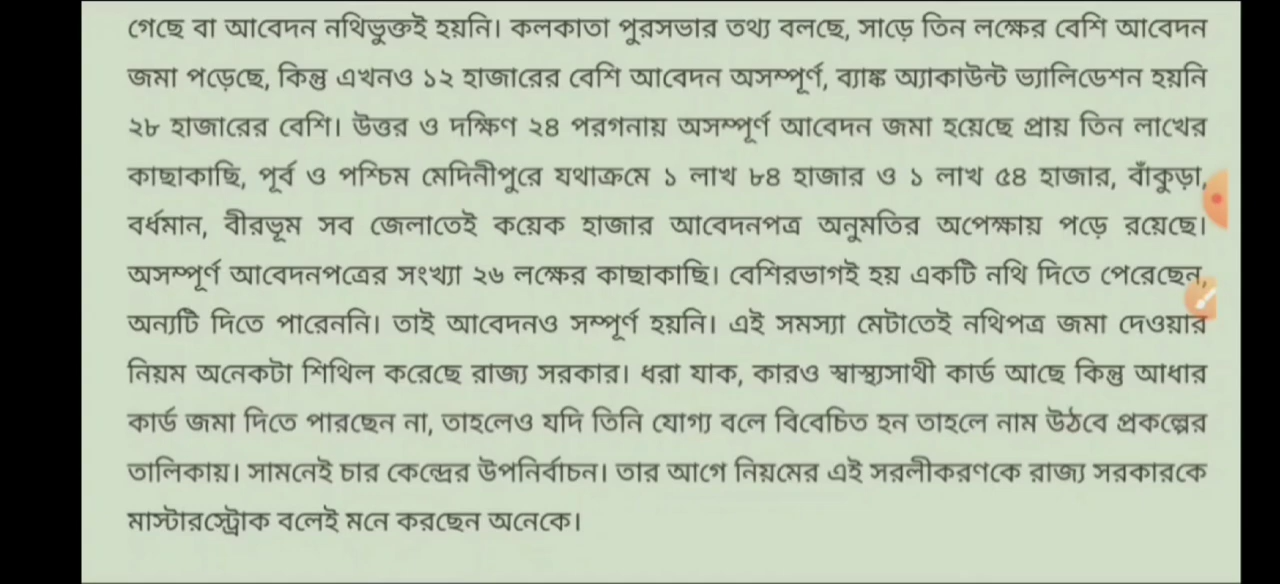 গেছে বা আবেদন নথিভুক্তই হয়নি। কলকাতা পুরসভার তথ্য বলছে, সাড়ে তিন লক্ষের বেশি আবেদন
জমা পড়েছে, কিন্তু এখনও ১২ হাজারের বেশি আবেদন অসম্পূর্ণ, ব্যাঙ্ক অ্যাকাউন্ট ভ্যালিডেশন হয়নি
২৮ হাজারের বেশি। উত্তর ও দক্ষিণ ২৪ পরগনায় অসম্পূর্ণ আবেদন জমা হয়েছে প্রায় তিন লাখের
কাছাকাছি, পূর্ব ও পশ্চিম মেদিনীপুরে যথাক্রমে ১ লাখ ৮৪ হাজার ও ১ লাখ ৫৪ হাজার, বাঁকুড়া,
বর্ধমান, বীরভূম সব জেলাতেই কয়েক হাজার আবেদনপত্র অনুমতির অপেক্ষায় পড়ে রয়েছে।
অসম্পূর্ণ আবেদনপত্রের সংখ্যা ২৬ লক্ষের কাছাকাছি। বেশিরভাগই হয় একটি নথি দিতে পেরেছেন,
অন্যটি দিতে পারেননি। তাই আবেদনও সম্পূর্ণ হয়নি। এই সমস্যা মেটাতেই নথিপত্র জমা দেওয়ার
নিয়ম অনেকটা শিথিল করেছে রাজ্য সরকার। ধরা যাক, কারও স্বাস্থ্যসাথী কার্ড আছে কিন্তু আধার
কার্ড জমা দিতে পারছেন না, তাহলেও যদি তিনি যোগ্য বলে বিবেচিত হন তাহলে নাম উঠবে প্রকল্পের
তালিকায়। সামনেই চার কেন্দ্রের উপনির্বাচন। তার আগে নিয়মের এই সরলীকরণকে রাজ্য সরকারকে
মাস্টারস্ট্রোক বলেই মনে করছেন অনেকে।